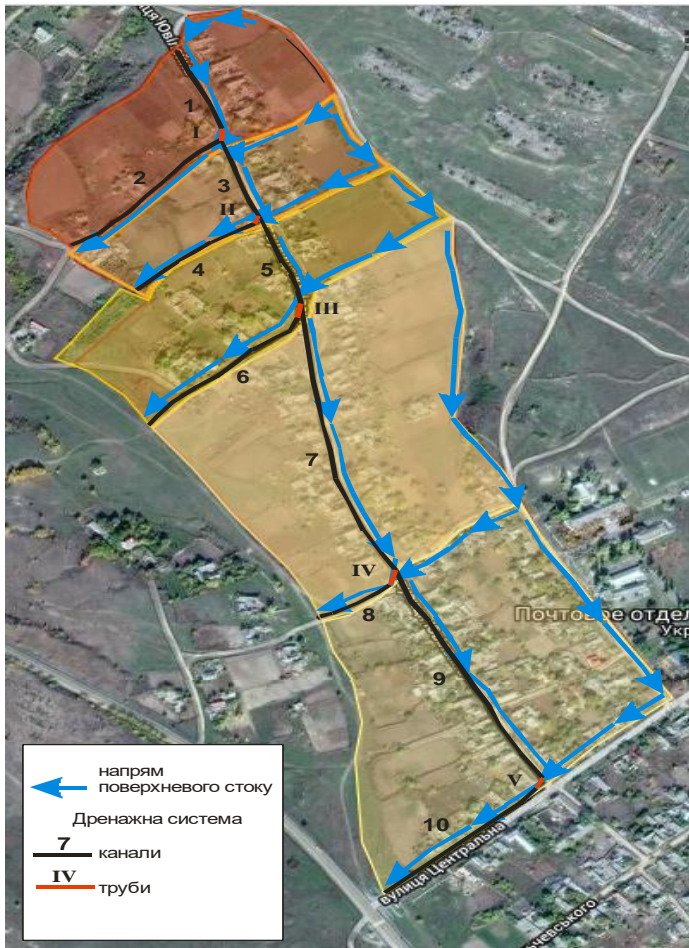 1
I
2
3
II
4
5
III
6
7
IV
8
Почтовое отдел
Укр
9
V
10
Вулиця Центральна
напрям
поверхневого стоку
Дренажна система
7 канали
IV труби